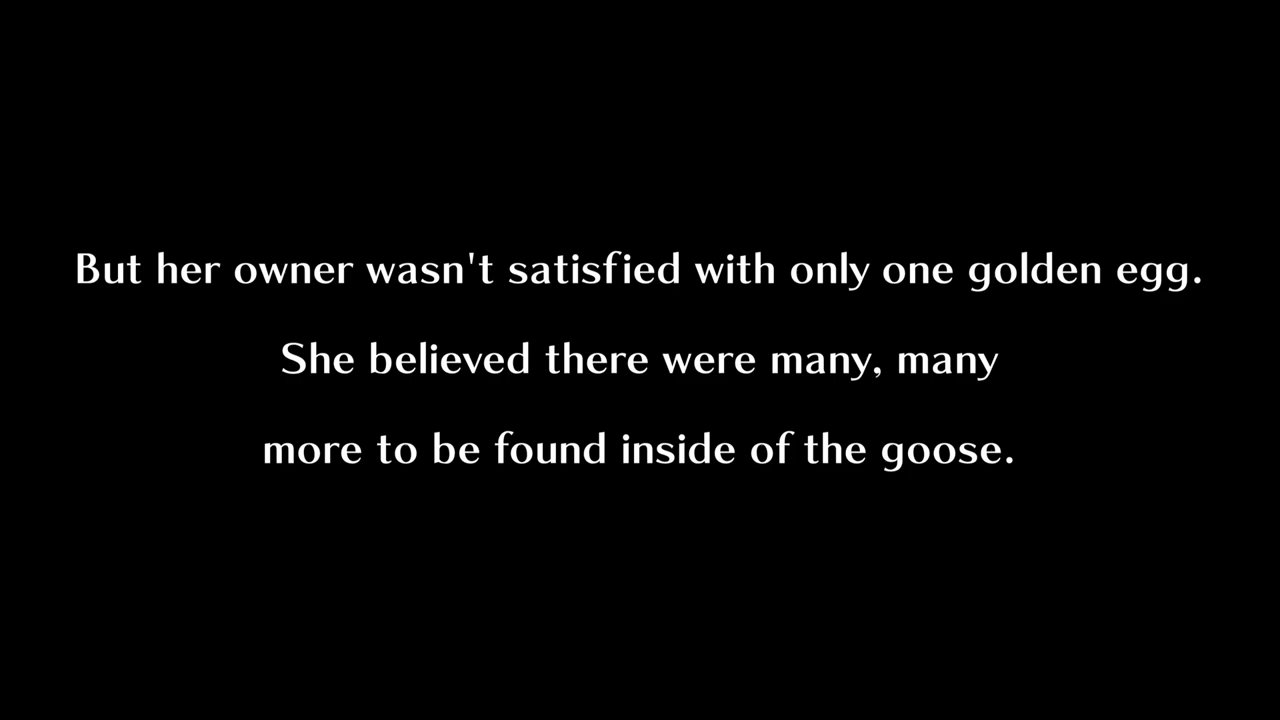 But her owner wasn't satisfied with only one golden egg.
She believed there were many, many
more to be found inside of the goose.